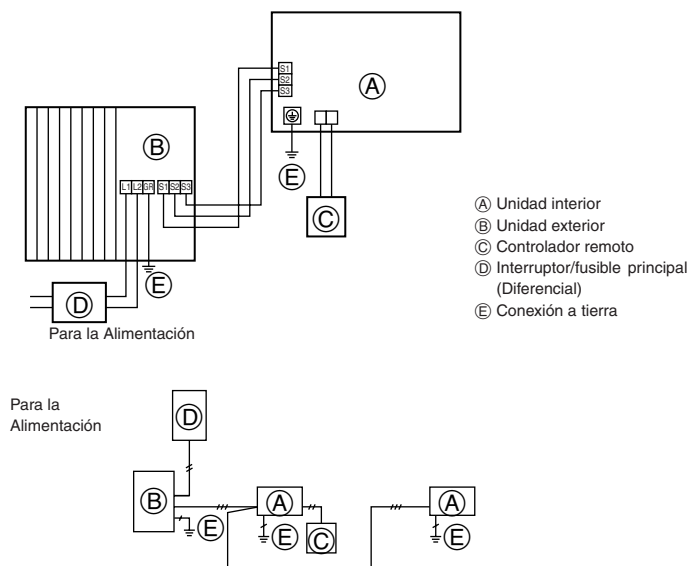 S1
S2
S3
A
B
L1 L2 GR S1 S2 S3
E
C
E
D
Para la Alimentación
Ⓐ Unidad interior
Ⓑ Unidad exterior
Ⓒ Controlador remoto
Ⓓ Interruptor/fusible principal
(Diferencial)
Ⓔ Conexión a tierra
Para la
Alimentación
D
B
E
A
E
C
A
E